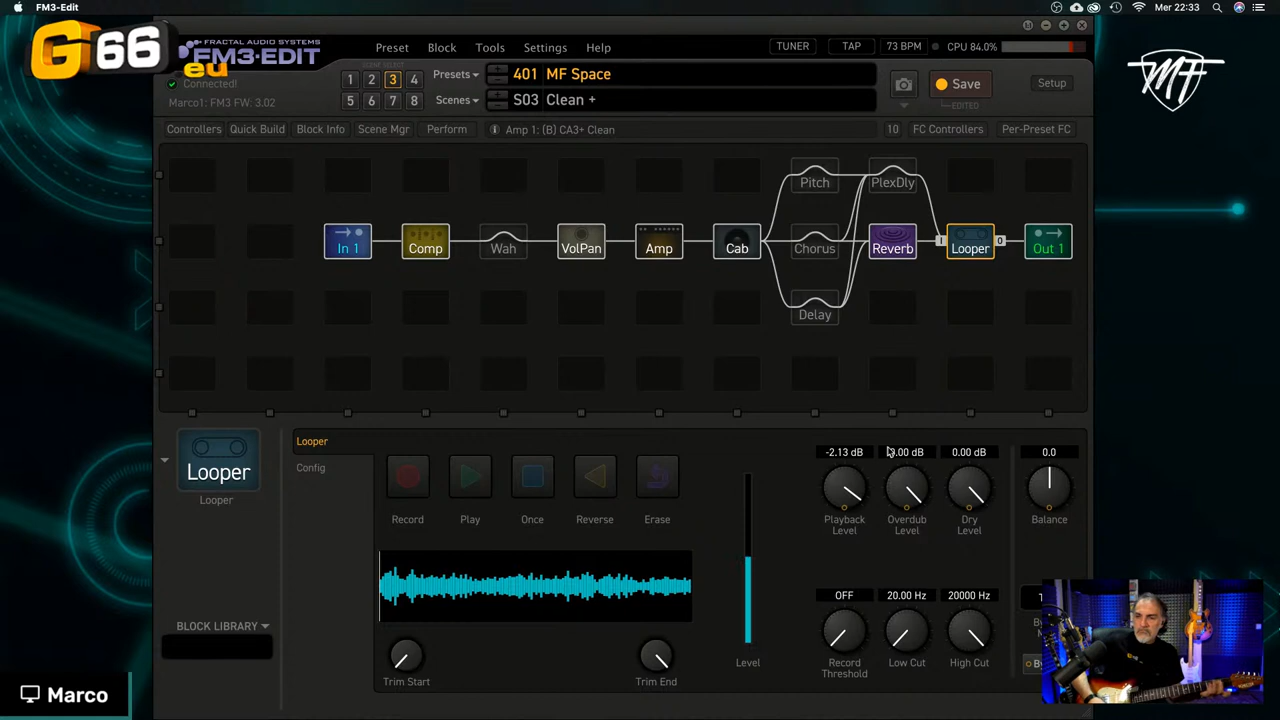 FM3-Edit
Mer 22:33
G66
eu
FRACTAL AUDIO SYSTEMS
FM3-EDIT
Connected!
Marco1: FM3 FW: 3.02
Preset Block Tools Settings Help
SCENE SELECT
1 2 3 4
5 6 7 8
Presets
401 MF Space
Scenes
S03 Clean +
TUNER
TAP
73 BPM
CPU 84.0%
Save
EDITED
Setup
MF
Controllers
Quick Build
Block Info
Scene Mgr
Perform
Amp 1: (B) CA3+ Clean
10
FC Controllers
Per-Preset FC
Pitch
PlexDly
In 1
Comp
Wah
VolPan
Amp
Cab
Chorus
Reverb
I
Looper
O
Out 1
Delay
Looper
Looper
Looper
Config
BLOCK LIBRARY
Record
Play
Once
Reverse
Erase
Trim Start
Trim End
Level
-2.13 dB
.00 dB
0.00 dB
0.0
Playback Level
Overdub Level
Dry Level
Balance
OFF
20.00 Hz
20000 Hz
Record Threshold
Low Cut
High Cut
Marco